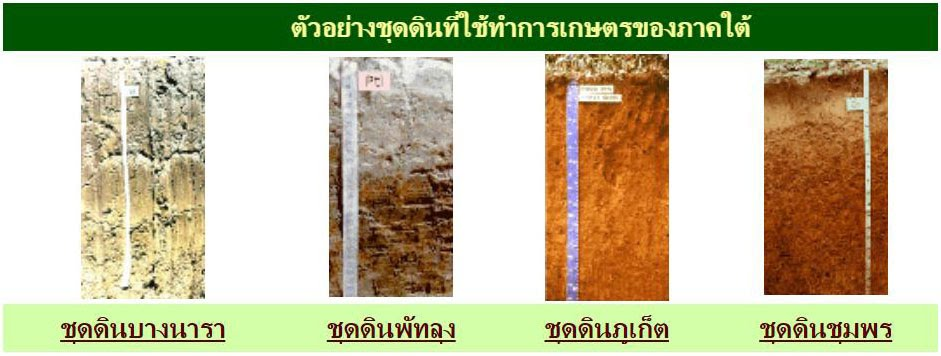 ตัวอย่างชุดดินที่ใช้ทำการเกษตรของภาคใต้
Ptl
ชุดดินบางนารา ชุดดินพัทลุง ชุดดินภูเก็ต ชุดดินชุมพร